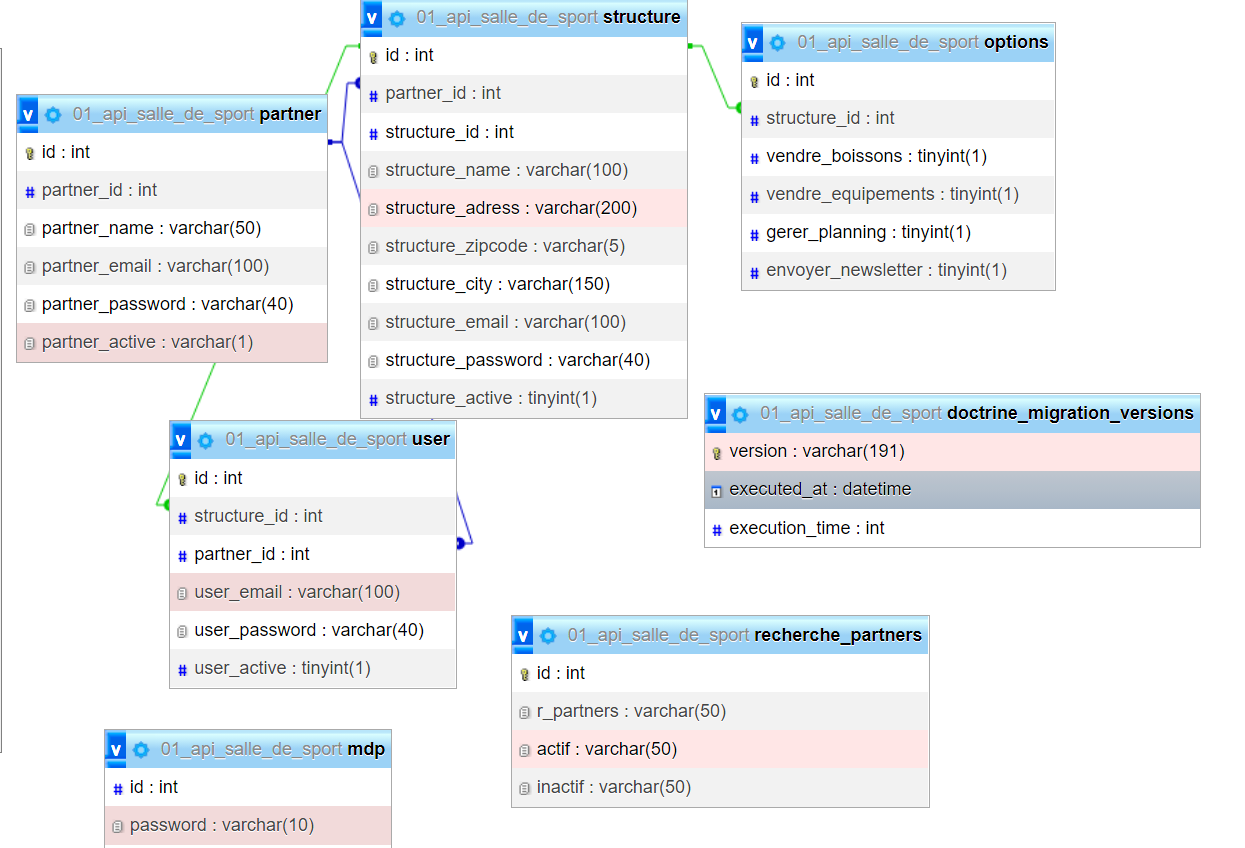 v 01_api_salle_de_sport structure
id : int
partner_id : int
structure_id : int
structure_name : varchar(100)
structure_adress : varchar(200)
structure_zipcode : varchar(5)
structure_city : varchar(150)
structure_email : varchar(100)
structure_password : varchar(40)
structure_active : tinyint(1)
v 01_api_salle_de_sport options
id : int
structure_id : int
vendre_boissons : tinyint(1)
vendre_equipements : tinyint(1)
gerer_planning : tinyint(1)
envoyer_newsletter : tinyint(1)
v 01_api_salle_de_sport partner
id : int
partner_id : int
partner_name : varchar(50)
partner_email : varchar(100)
partner_password : varchar(40)
partner_active : varchar(1)
v 01_api_salle_de_sport doctrine_migration_versions
version : varchar(191)
executed_at : datetime
execution_time : int
v 01_api_salle_de_sport user
id : int
structure_id : int
partner_id : int
user_email : varchar(100)
user_password : varchar(40)
user_active : tinyint(1)
v 01_api_salle_de_sport recherche_partners
id : int
r_partners : varchar(50)
actif : varchar(50)
inactif : varchar(50)
v 01_api_salle_de_sport mdp
id : int
password : varchar(10)